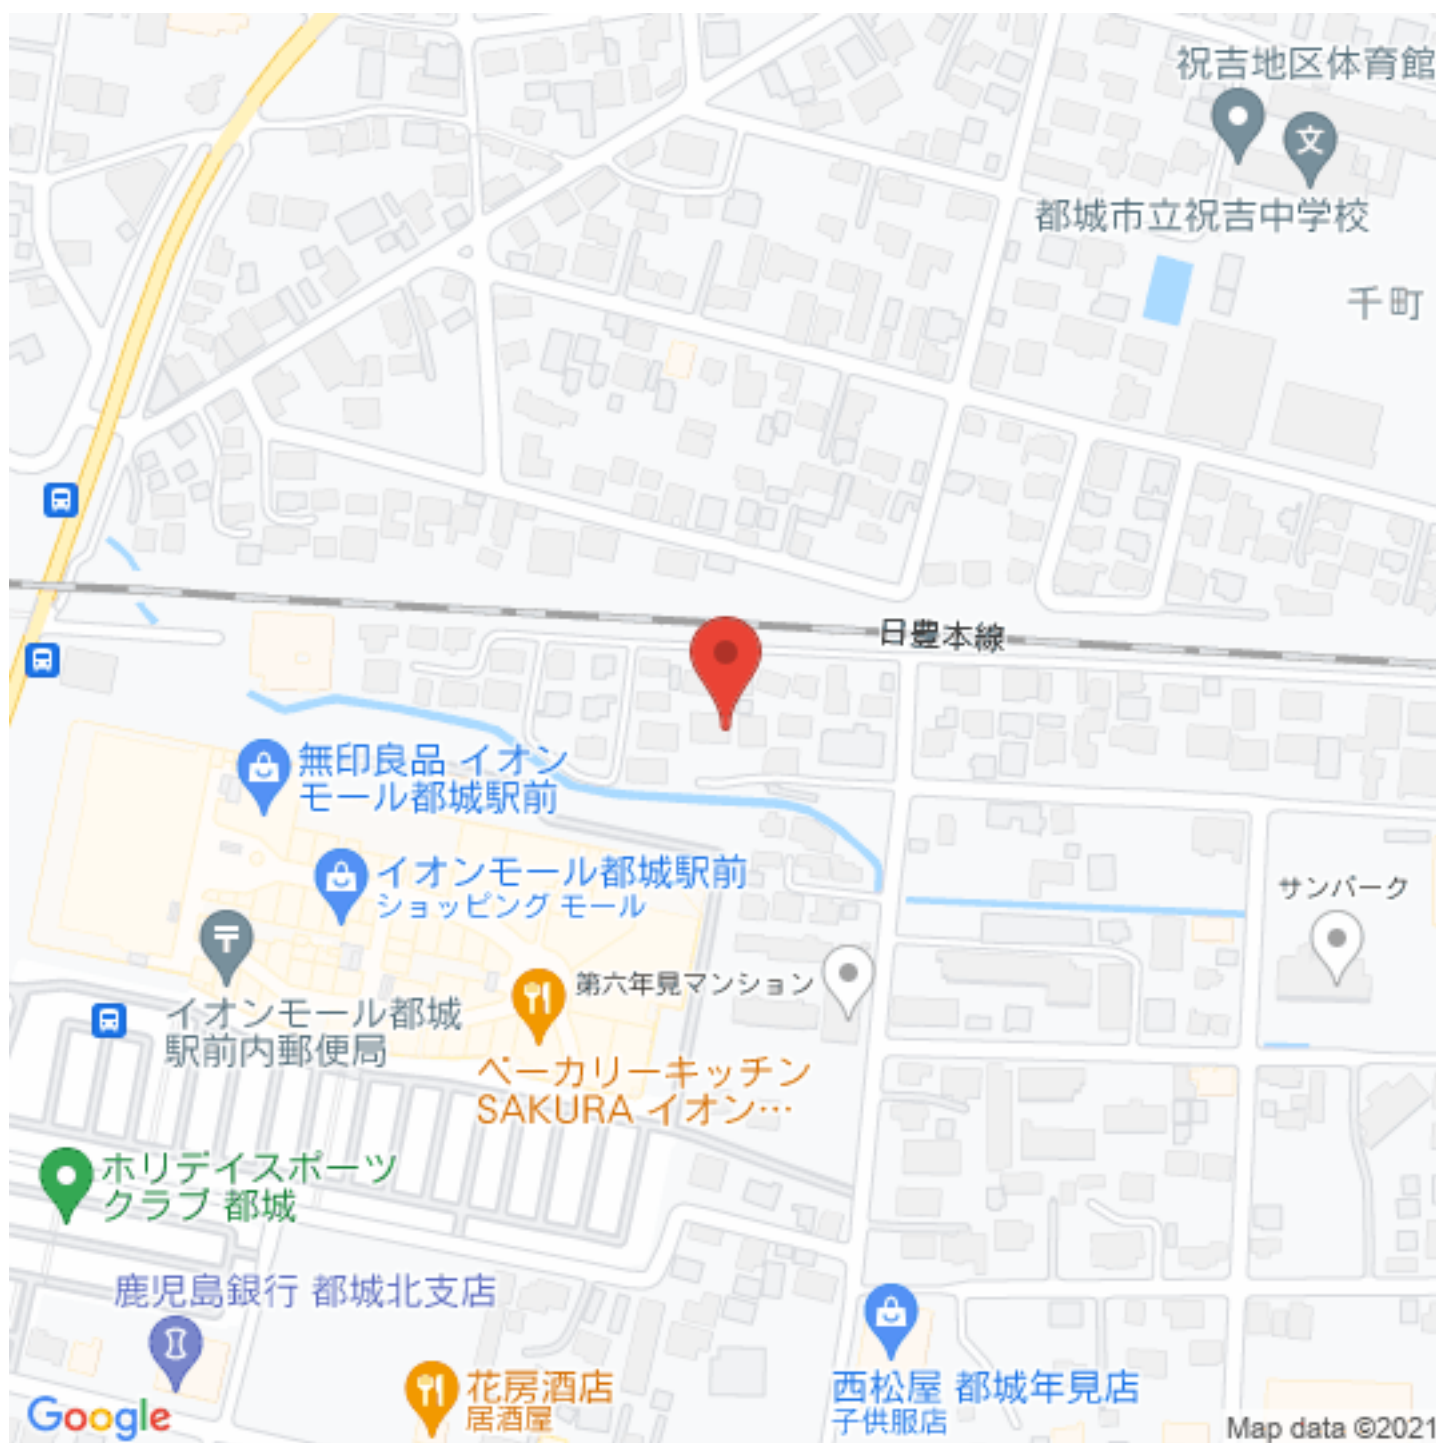 祝吉地区体育館
文
都城市立祝吉中学校
千町
日豊本線
無印良品 イオン
モール都城駅前
イオンモール都城駅前
ショッピング モール
サンパーク
第六年見マンション
〒
イオンモール都城
駅前内郵便局
ベーカリーキッチン
SAKURA イオン…
ホリデイスポーツ
クラブ 都城
鹿児島銀行 都城北支店
花房酒店
居酒屋
西松屋 都城年見店
子供服店
Google
Map data ©2021